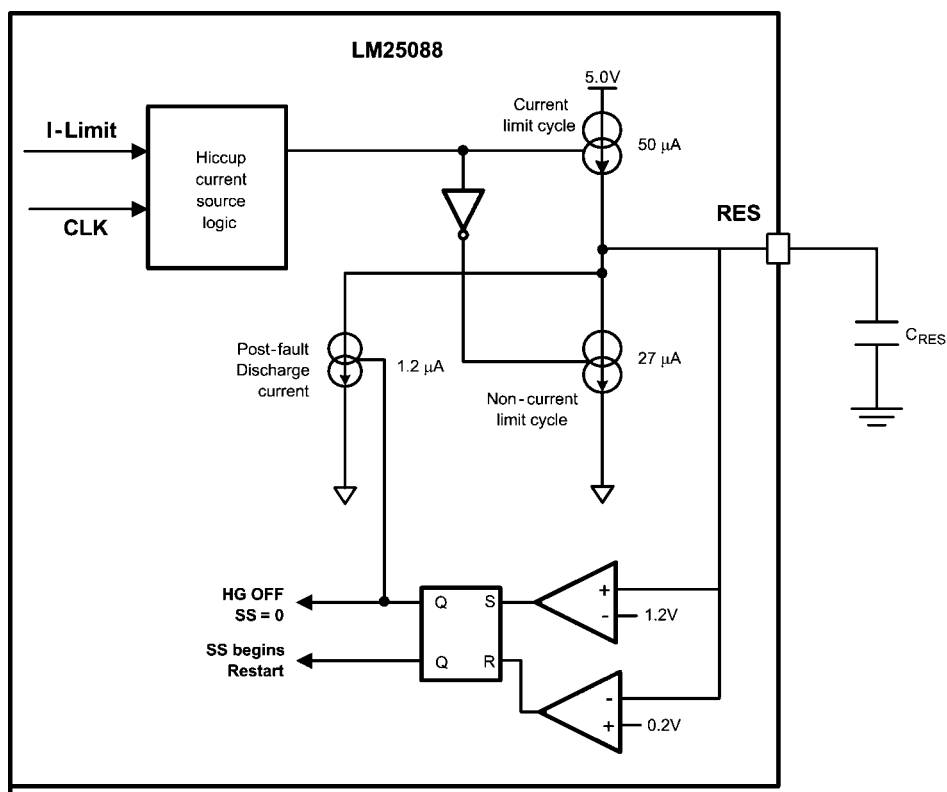 LM25088
5.0V
Current
limit cycle
50 µA
I-Limit
CLK
Hiccup
current
source
logic
RES
C_RES
Post-fault
Discharge
current
1.2 µA
27 µA
Non-current
limit cycle
HG OFF
SS = 0
Q
S
+
-
1.2V
SS begins
Restart
Q
R
-
+
0.2V